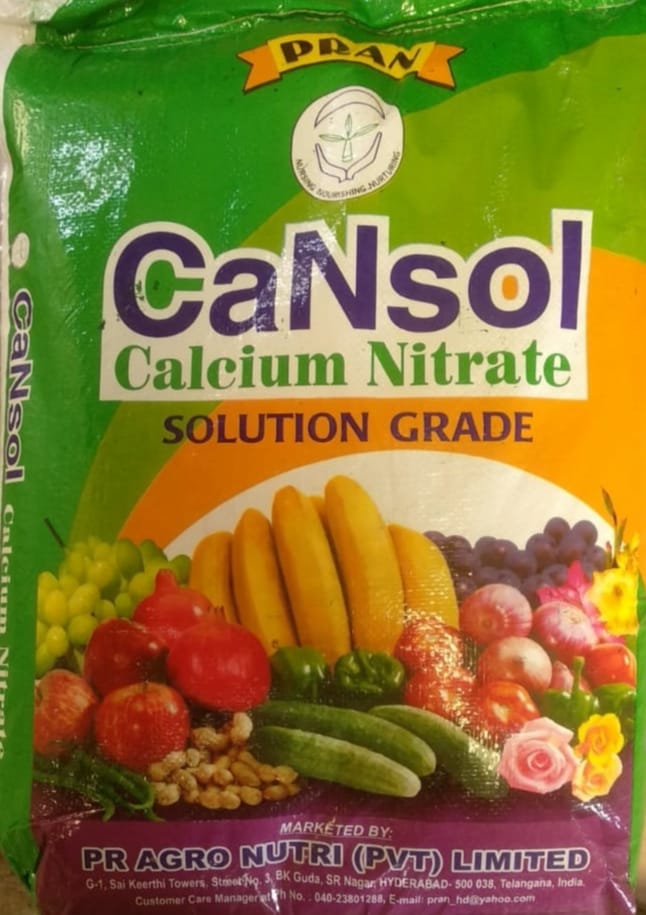 PRAN
NURSING NOURISHING NURTURING
CaNsol
Calcium Nitrate
SOLUTION GRADE
CaNsol Calcium Nitrate
MARKETED BY:
PR AGRO NUTRI (PVT) LIMITED
G-1, Sai Keerthi Towers, Street No. 3, BK Guda, SR Nagar, HYDERABAD- 500 038, Telangana, India.
Customer Care Manager at Ph No. : 040-23801288, E-mail: pran_hd@yahoo.com